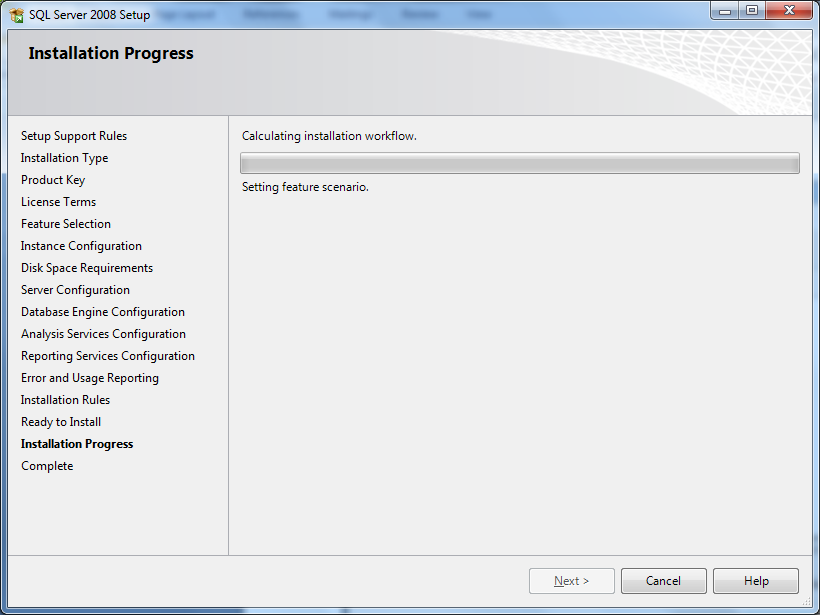 SQL Server 2008 Setup
Installation Progress
Setup Support Rules
Installation Type
Product Key
License Terms
Feature Selection
Instance Configuration
Disk Space Requirements
Server Configuration
Database Engine Configuration
Analysis Services Configuration
Reporting Services Configuration
Error and Usage Reporting
Installation Rules
Ready to Install
Installation Progress
Complete
Calculating installation workflow.
Setting feature scenario.
Next >
Cancel
Help